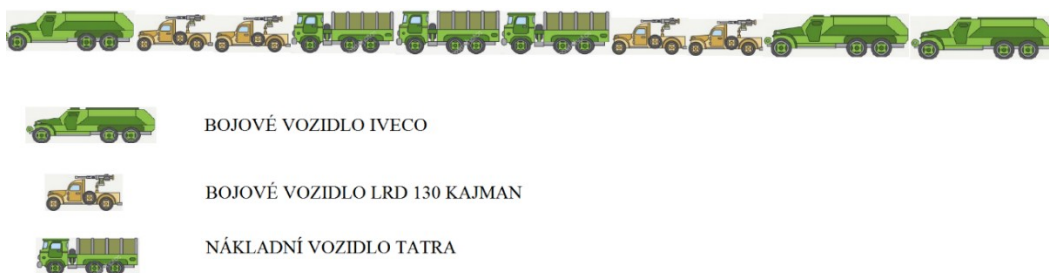 BOJOVÉ VOZIDLO IVECO
BOJOVÉ VOZIDLO LRD 130 KAJMAN
NÁKLADNÍ VOZIDLO TATRA